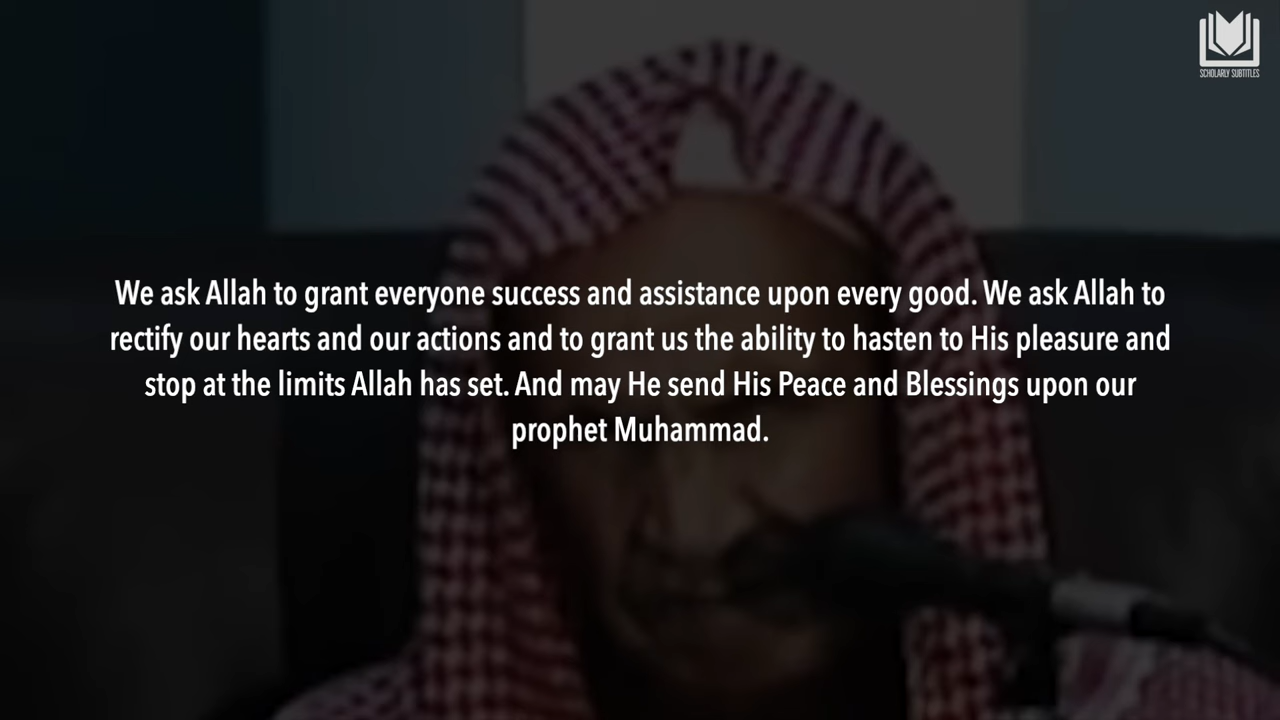 SCHOLARLY SUBTITLES
We ask Allah to grant everyone success and assistance upon every good. We ask Allah to
rectify our hearts and our actions and to grant us the ability to hasten to His pleasure and
stop at the limits Allah has set. And may He send His Peace and Blessings upon our
prophet Muhammad.